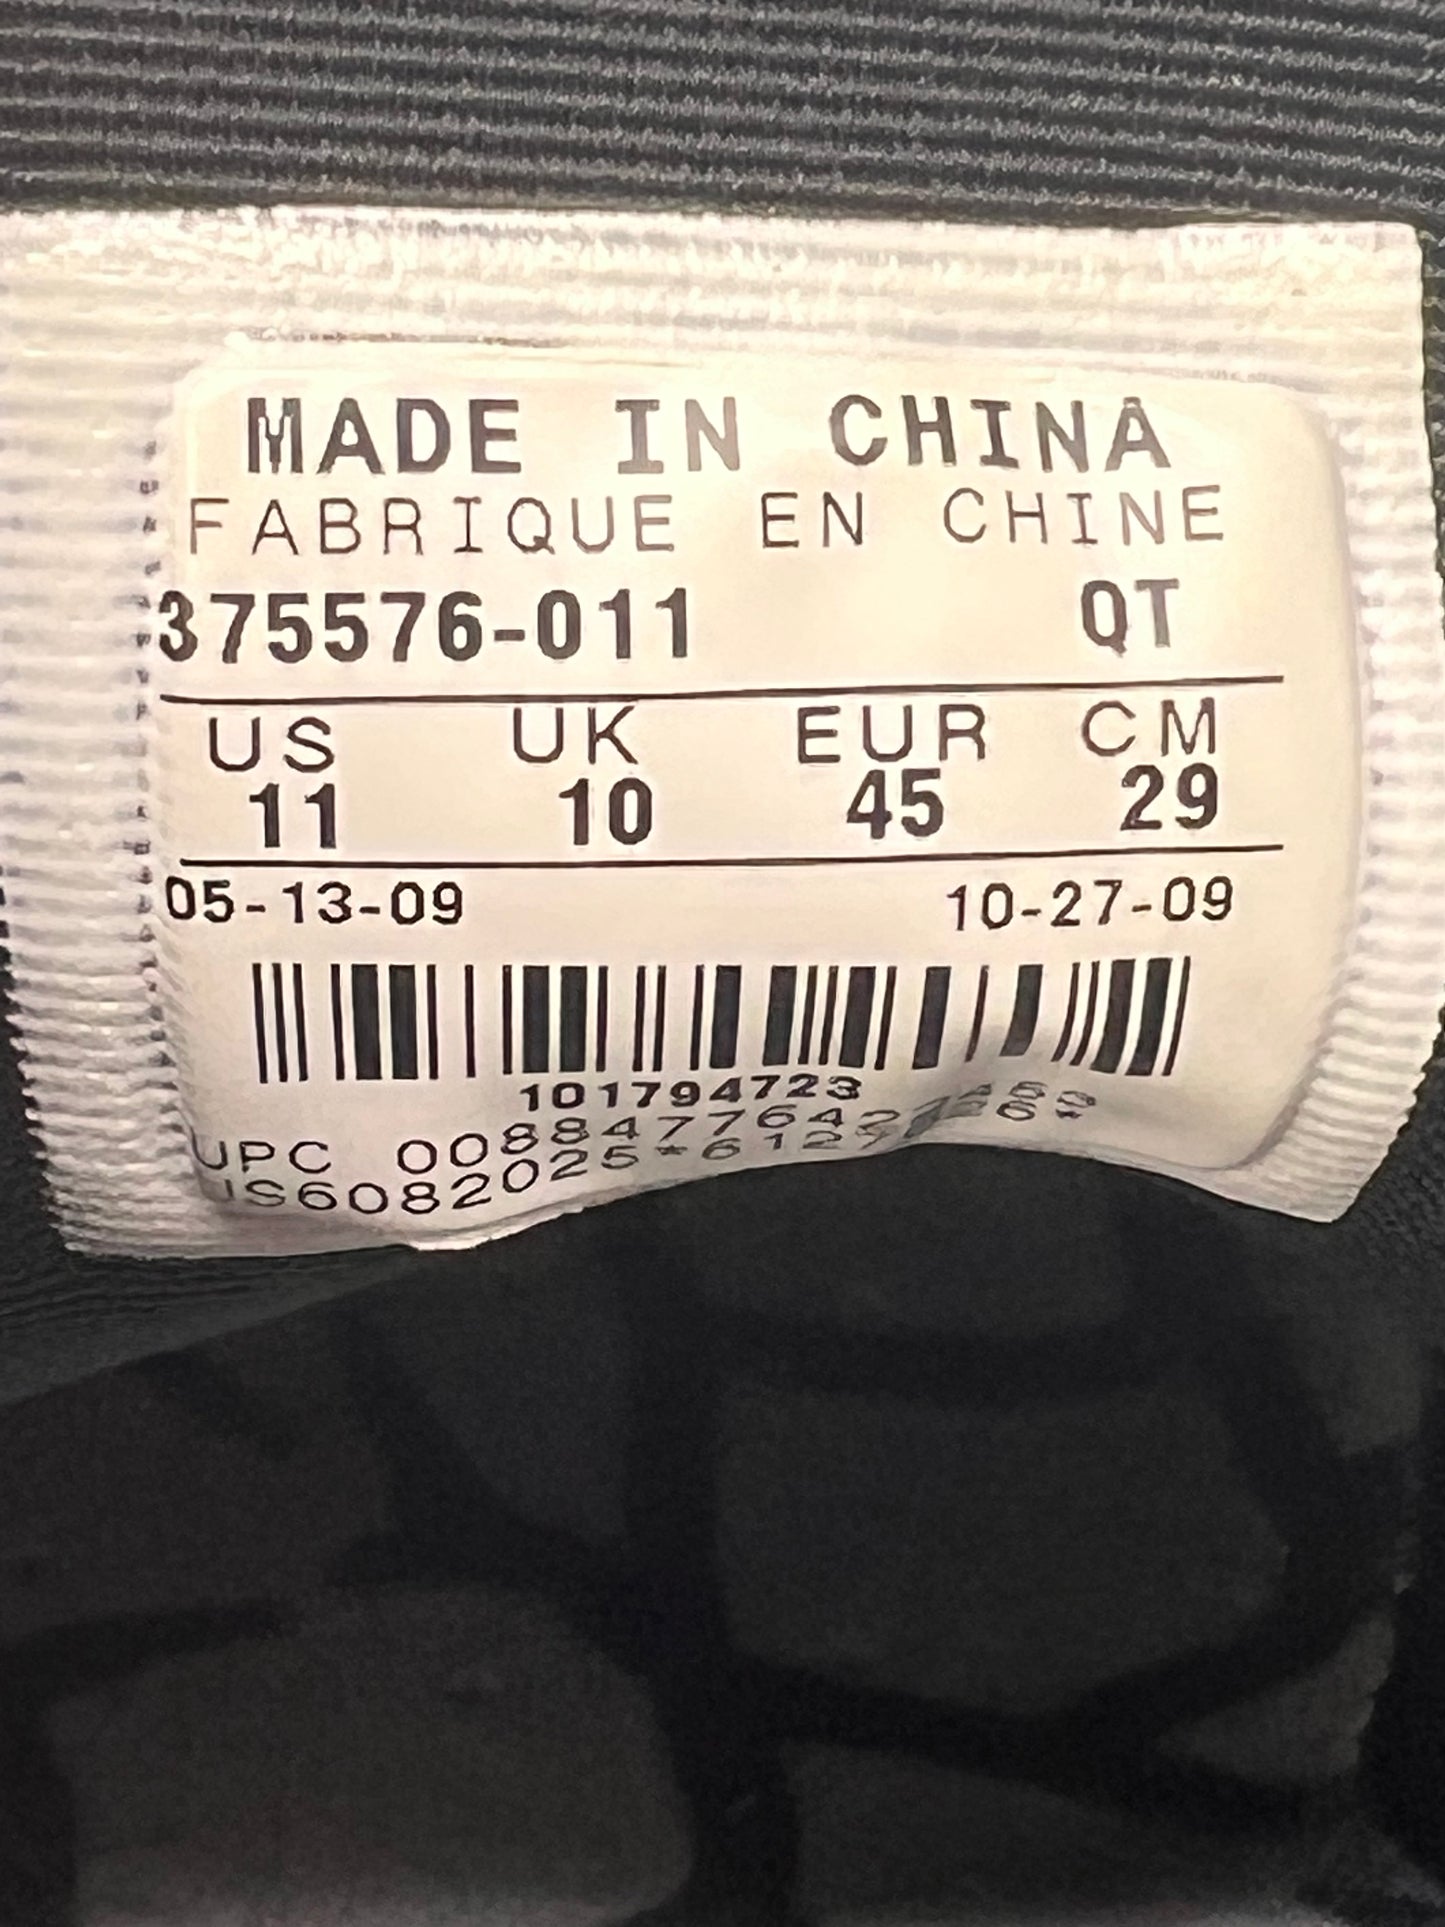 MADE IN CHINA
FABRIQUE EN CHINE
375576-011 QT
US UK EUR CM
11 10 45 29
05-13-09 10-27-09
101794723
UPC